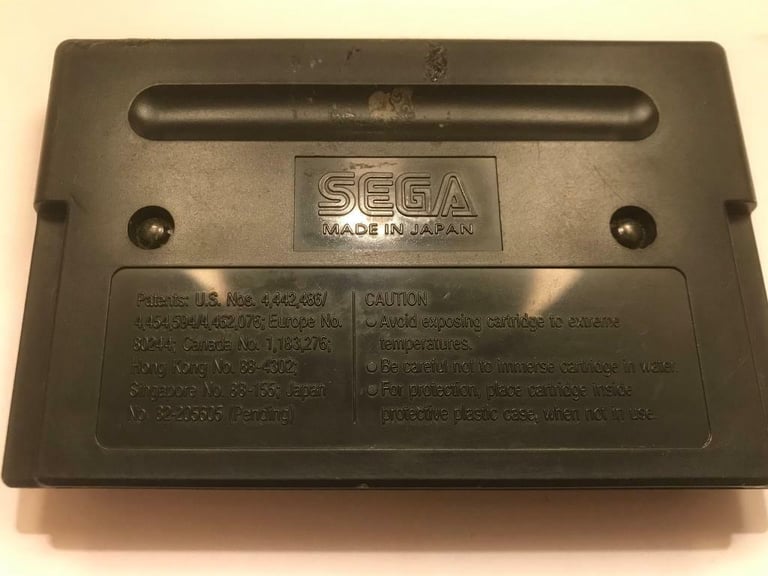 SEGA
MADE IN JAPAN
Patents: U.S. Nos. 4,442,486/
4,454,594/4,462,076; Europe No.
80244; Canada No. 1,183,276;
Hong Kong No. 88-4302;
Singapore No. 88-155; Japan
No. 82-205605 (Pending)
CAUTION
Avoid exposing cartridge to extreme
temperatures.
Be careful not to immerse cartridge in water.
For protection, place cartridge inside
protective plastic case, when not in use.